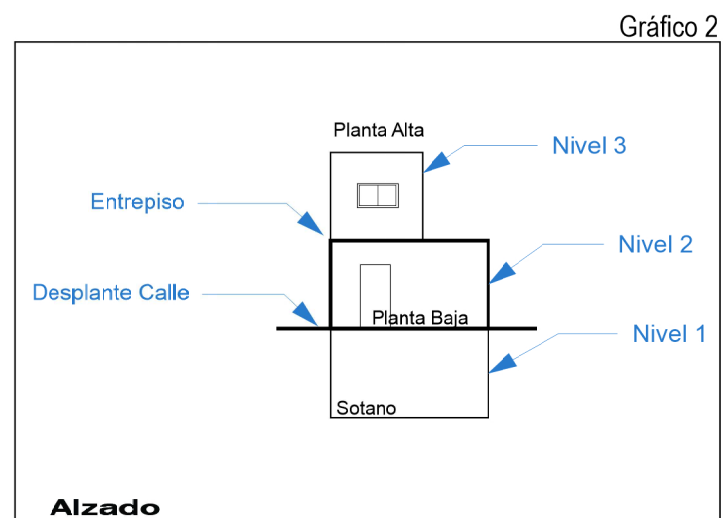 Gráfico 2
Planta Alta
Nivel 3
Entrepiso
Nivel 2
Desplante Calle
Planta Baja
Nivel 1
Sotano
Alzado